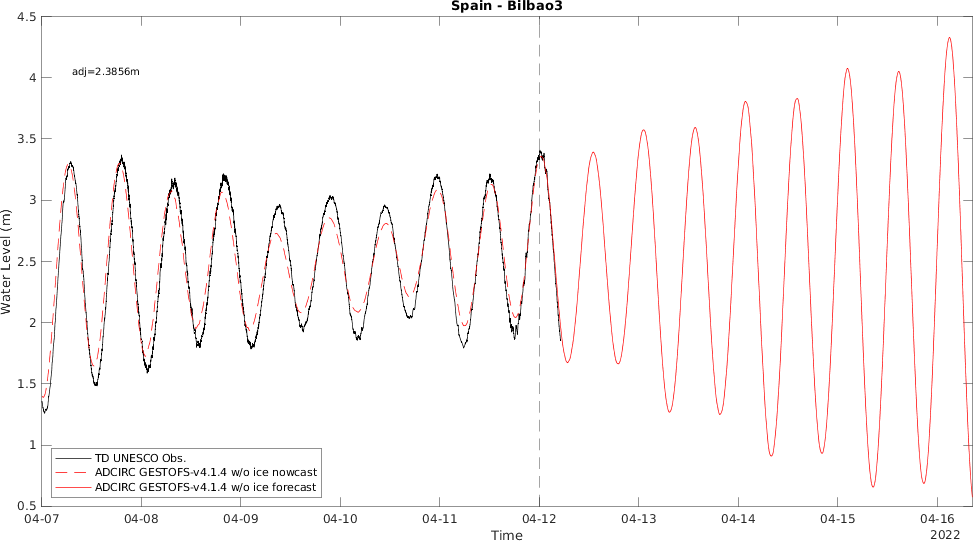 Spain - Bilbao3
adj=2.3856m
Water Level (m)
4.5
4
3.5
3
2.5
2
1.5
1
0.5
TD UNESCO Obs.
ADCIRC GESTOFS-v4.1.4 w/o ice nowcast
ADCIRC GESTOFS-v4.1.4 w/o ice forecast
04-07 04-08 04-09 04-10 04-11 04-12 04-13 04-14 04-15 04-16
2022
Time